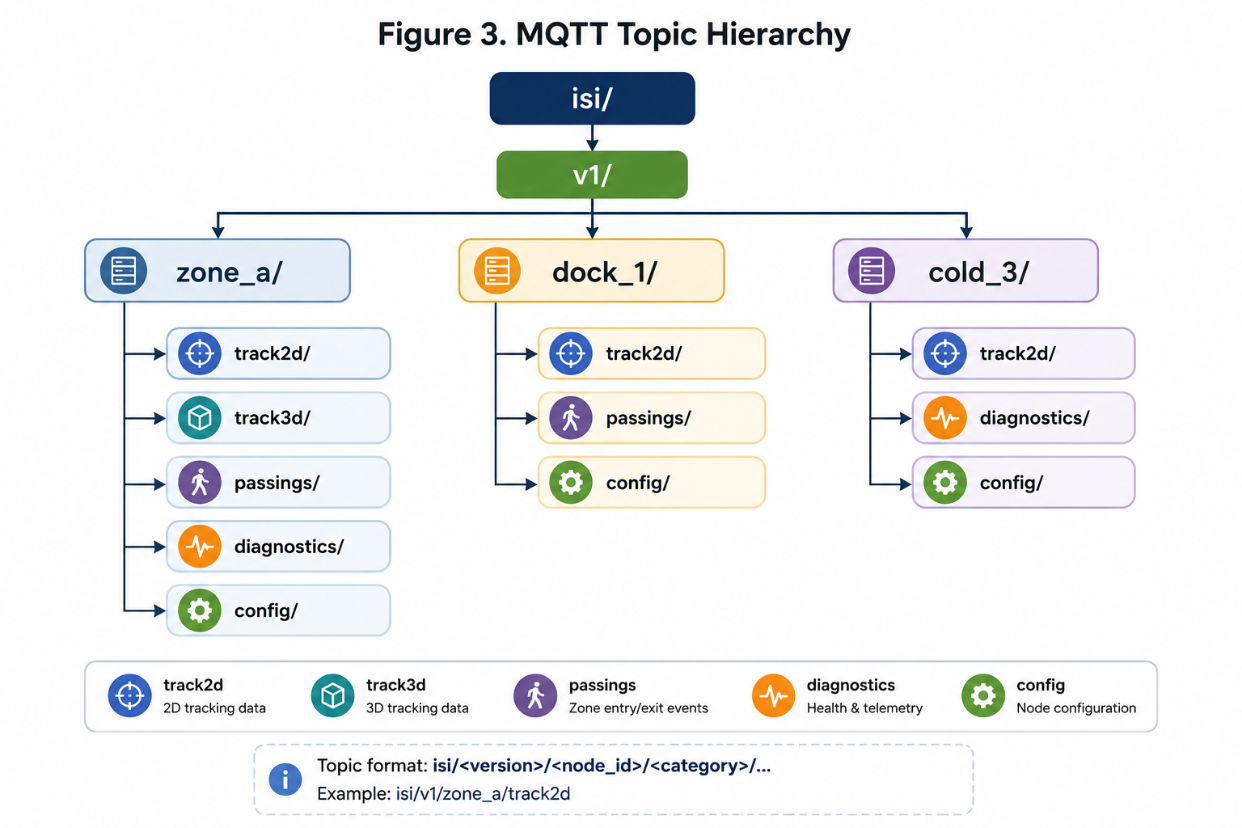 Figure 3. MQTT Topic Hierarchy
isi/
v1/
zone_a/
track2d/
track3d/
passings/
diagnostics/
config/
dock_1/
track2d/
passings/
config/
cold_3/
track2d/
diagnostics/
config/
track2d
2D tracking data
track3d
3D tracking data
passings
Zone entry/exit events
diagnostics
Health & telemetry
config
Node configuration
i
Topic format: isi/<version>/<node_id>/<category>/...
Example: isi/v1/zone_a/track2d